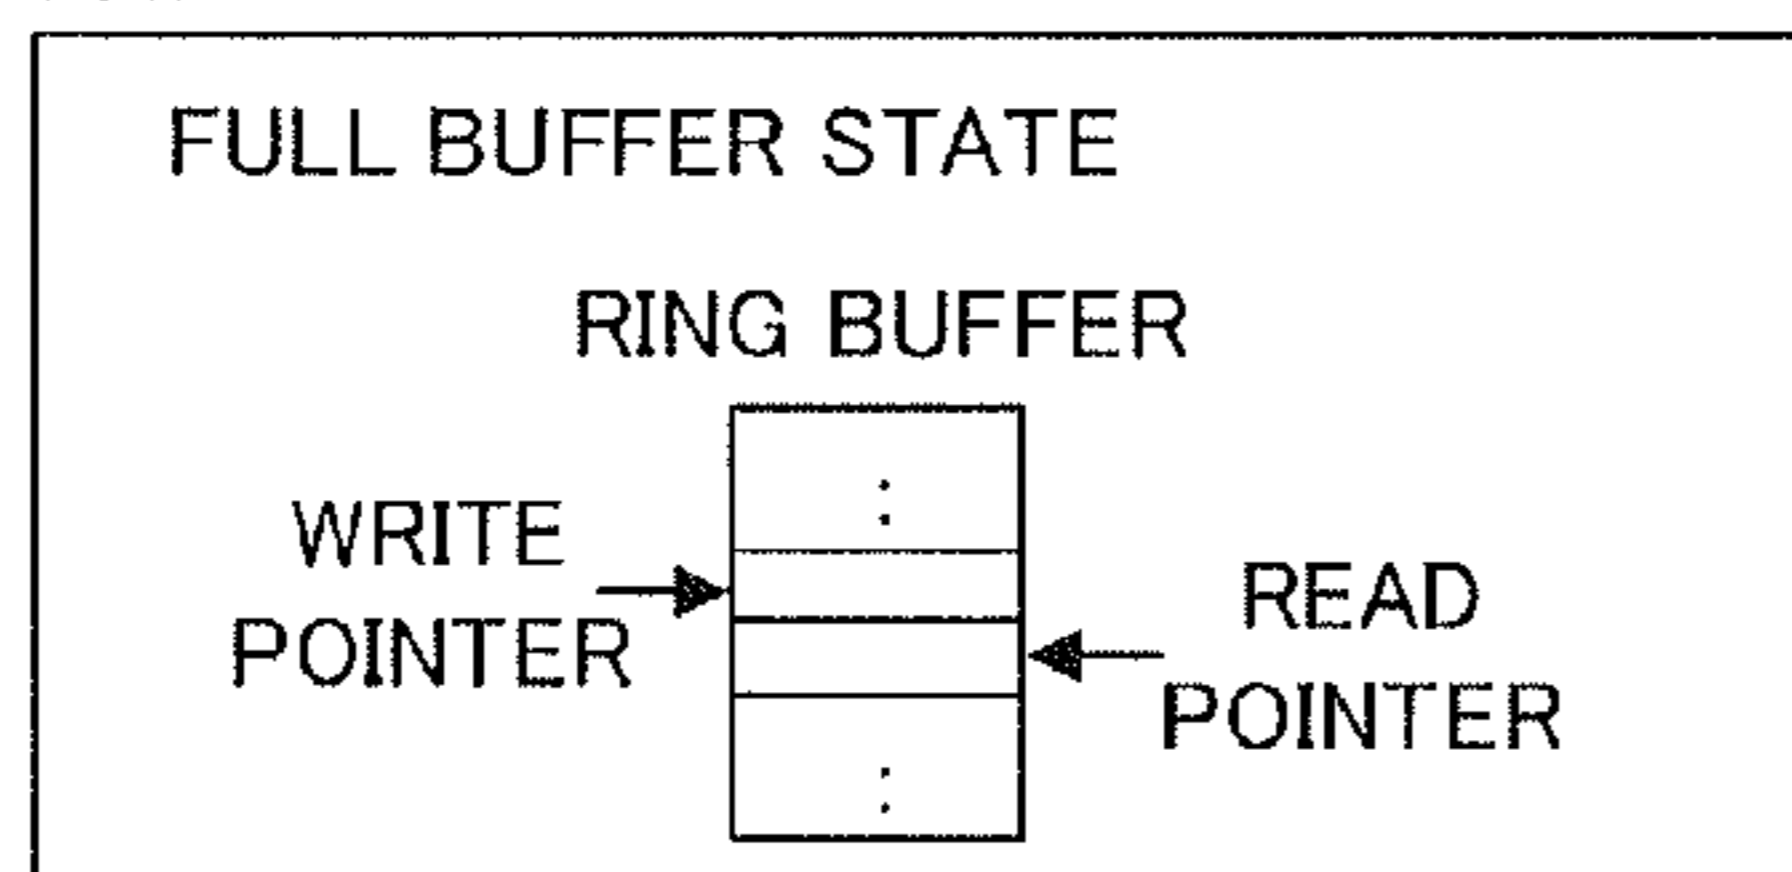 FULL BUFFER STATE
RING BUFFER
WRITE
POINTER
READ
POINTER